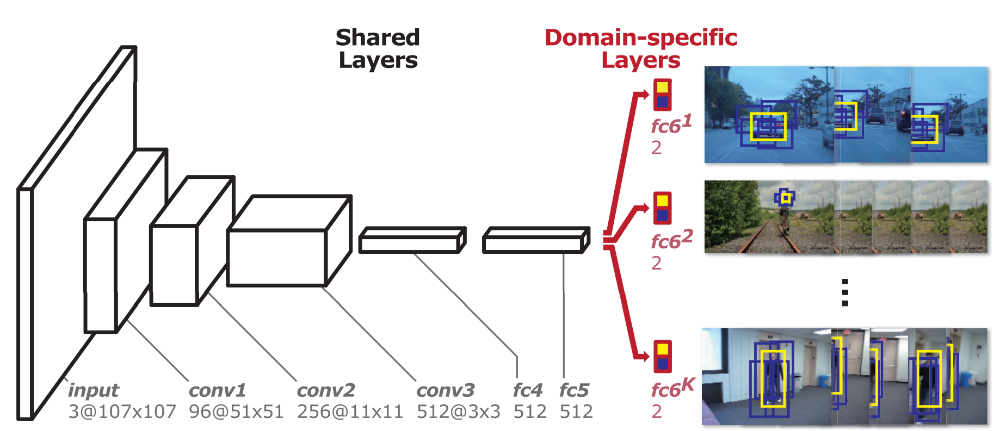 Shared
Layers
Domain-specific
Layers
fc6¹
2
fc6²
2
fc6ᴷ
2
input
3@107x107
conv1
96@51x51
conv2
256@11x11
conv3
512@3x3
fc4
512
fc5
512